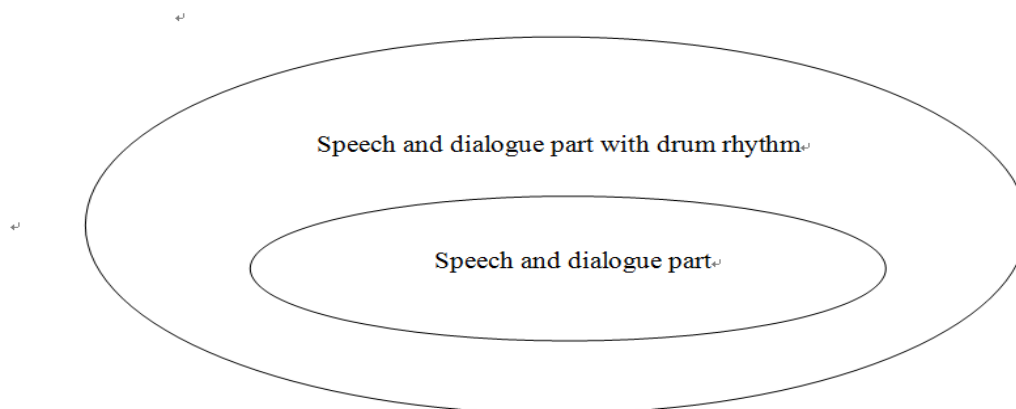 Speech and dialogue part with drum rhythm
Speech and dialogue part